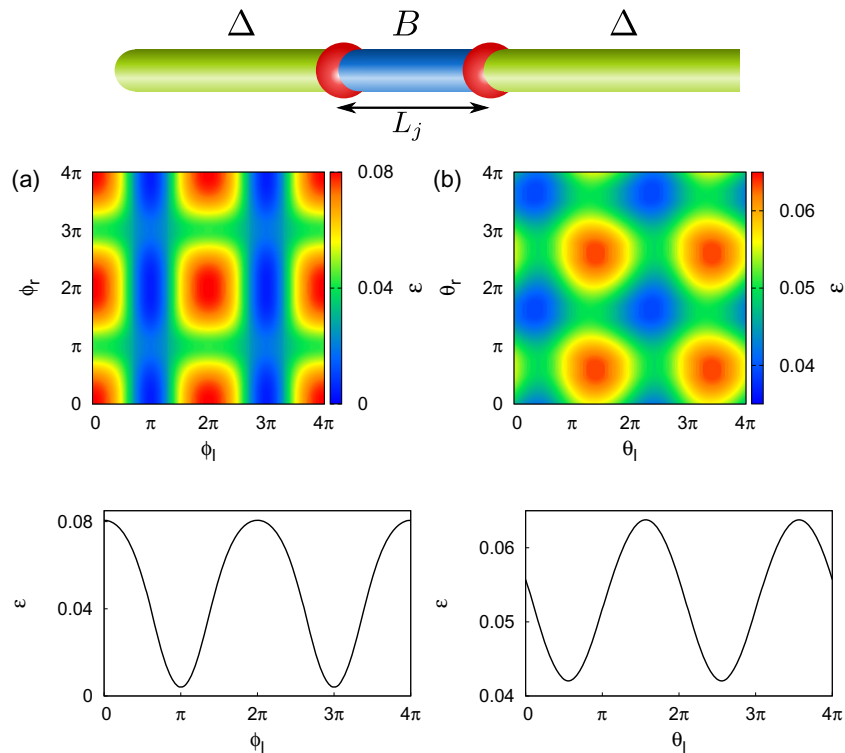 Δ B Δ
L_j
(a)
4π
3π
2π
π
0
ϕ_r
0 π 2π 3π 4π
ϕ_l
0.08
0.04
0
ε
(b)
4π
3π
2π
π
0
θ_r
0 π 2π 3π 4π
θ_l
0.06
0.05
0.04
ε
0.08
0.04
0
ε
0 π 2π 3π 4π
ϕ_l
0.06
0.05
0.04
ε
0 π 2π 3π 4π
θ_l